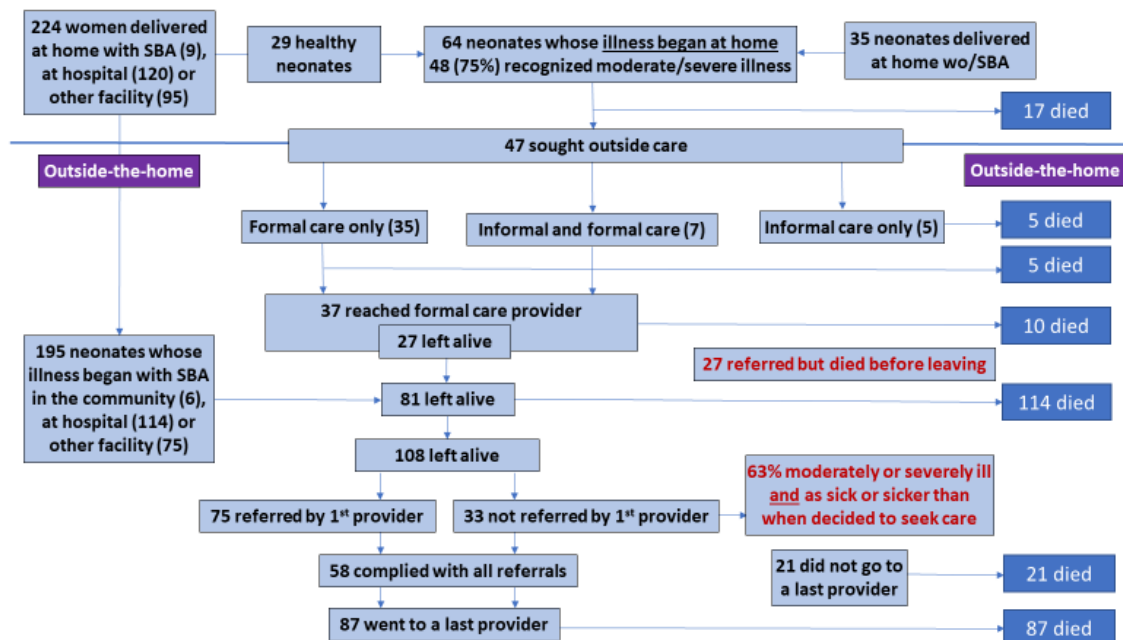 224 women delivered
at home with SBA (9),
at hospital (120) or
other facility (95)
29 healthy
neonates
64 neonates whose illness began at home
48 (75%) recognized moderate/severe illness
35 neonates delivered
at home wo/SBA
17 died
47 sought outside care
Outside-the-home
Outside-the-home
Formal care only (35)
Informal and formal care (7)
Informal care only (5)
5 died
5 died
37 reached formal care provider
27 left alive
10 died
195 neonates whose
illness began with SBA
in the community (6),
at hospital (114) or
other facility (75)
27 referred but died before leaving
81 left alive
114 died
108 left alive
63% moderately or severely ill
and as sick or sicker than
when decided to seek care
75 referred by 1st provider
33 not referred by 1st provider
58 complied with all referrals
21 did not go to
a last provider
21 died
87 went to a last provider
87 died